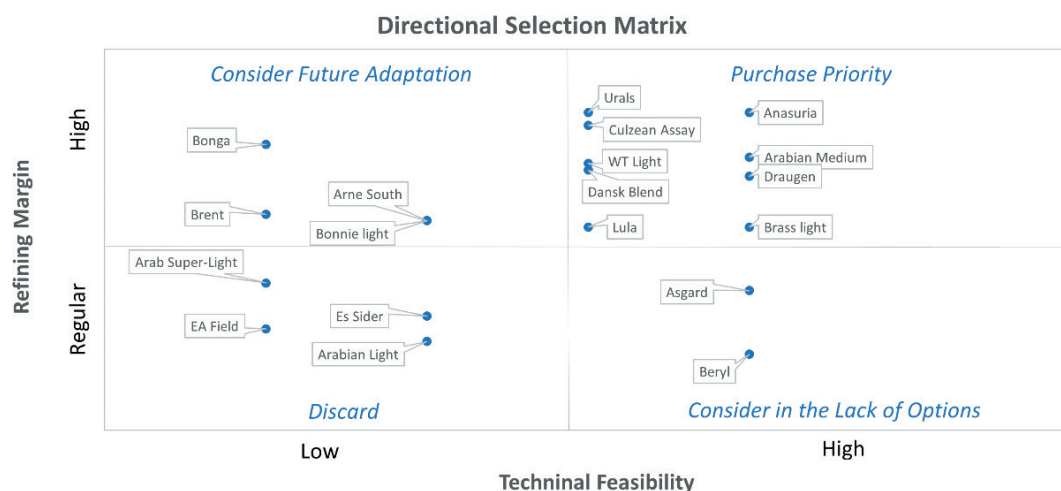 Directional Selection Matrix
Consider Future Adaptation
Purchase Priority
Urals
Anasuria
Culzean Assay
Bonga
WT Light
Arabian Medium
Draugen
Dansk Blend
Arne South
Brent
Bonnie light
Lula
Brass light
Arab Super-Light
Asgard
EA Field
Es Sider
Arabian Light
Beryl
Discard
Consider in the Lack of Options
High
Regular
Refining Margin
Low
High
Techninal Feasibility